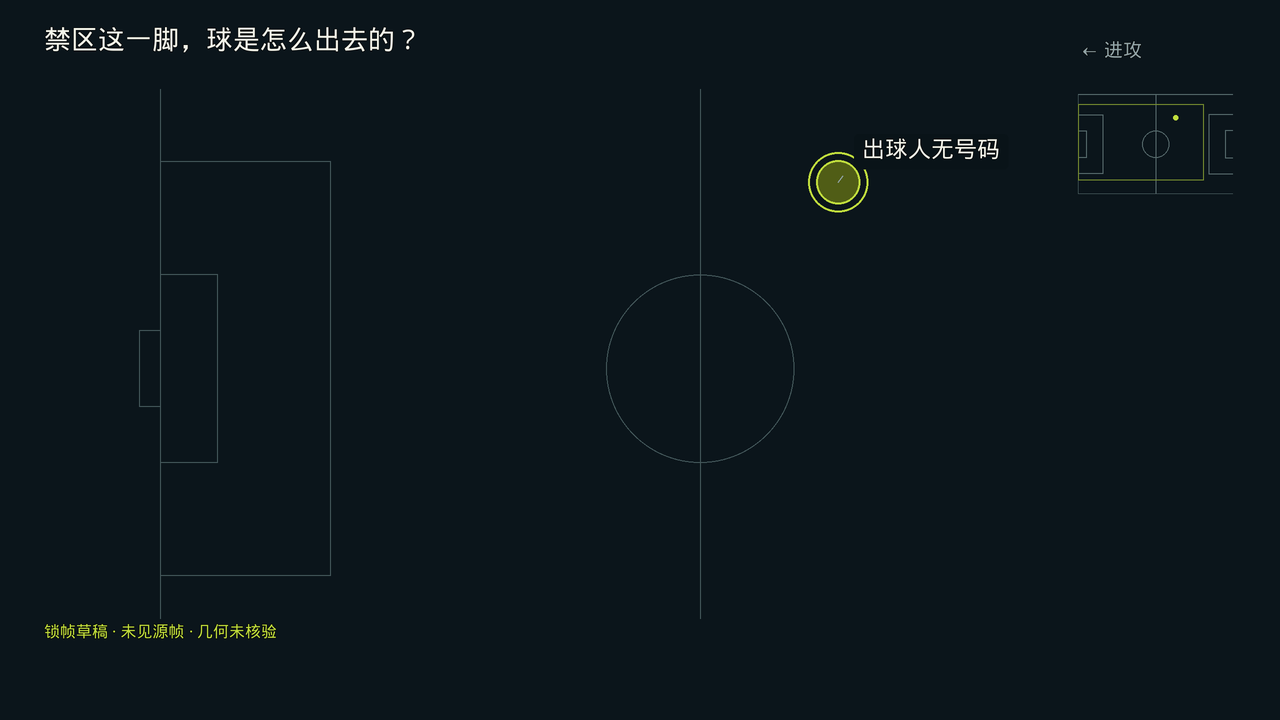 禁区这一脚，球是怎么出去的？
← 进攻
出球人无号码
锁帧草稿 · 未见源帧 · 几何未核验